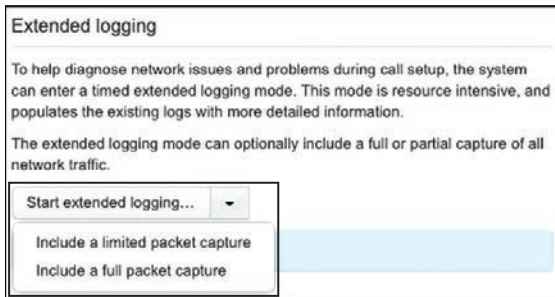 Extended logging
To help diagnose network issues and problems during call setup, the system
can enter a timed extended logging mode. This mode is resource intensive, and
populates the existing logs with more detailed information.
The extended logging mode can optionally include a full or partial capture of all
network traffic.
Start extended logging...
Include a limited packet capture
Include a full packet capture